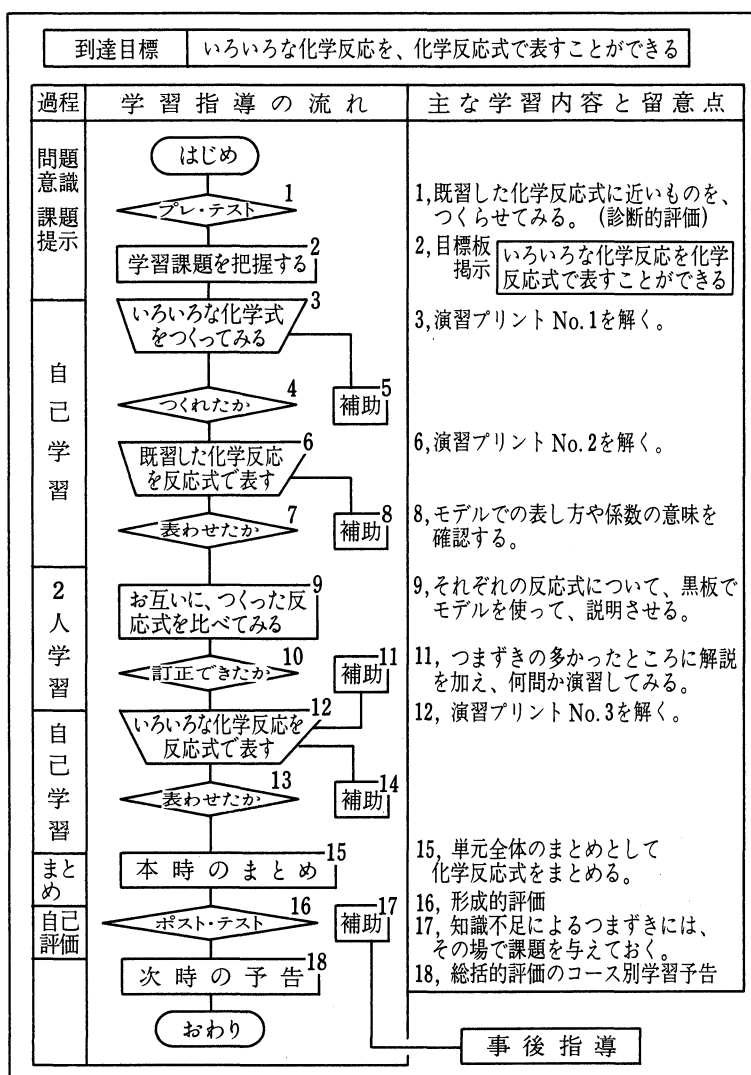 到達目標 いろいろな化学反応を、化学反応式で表すことができる
過程 学習指導の流れ 主な学習内容と留意点
問題
意識
課題
提示
はじめ
1
プレ・テスト
2
学習課題を把握する
1,既習した化学反応式に近いものを、
つくらせてみる。(診断的評価)
2,目標板
掲示
いろいろな化学反応を化学
反応式で表すことができる
自己学習
3
いろいろな化学式
をつくってみる
4
つくれたか
5
補助
6
既習した化学反応
を反応式で表す
7
表わせたか
8
補助
3,演習プリントNo.1を解く。
6,演習プリントNo.2を解く。
8,モデルでの表し方や係数の意味を
確認する。
2人学習
9
お互いに、つくった反
応式を比べてみる
10
訂正できたか
11
補助
9,それぞれの反応式について、黒板で
モデルを使って、説明させる。
11,つまずきの多かったところに解説
を加え、何問か演習してみる。
自己学習
12
いろいろな化学反応を
反応式で表す
13
表わせたか
14
補助
12,演習プリントNo.3を解く。
まと
め
15
本時のまとめ
15,単元全体のまとめとして
化学反応式をまとめる。
自己
評価
16
ポスト・テスト
17
補助
16,形成的評価
17,知識不足によるつまずきには、
その場で課題を与えておく。
18
次時の予告
18,総括的評価のコース別学習予告
おわり
事後指導